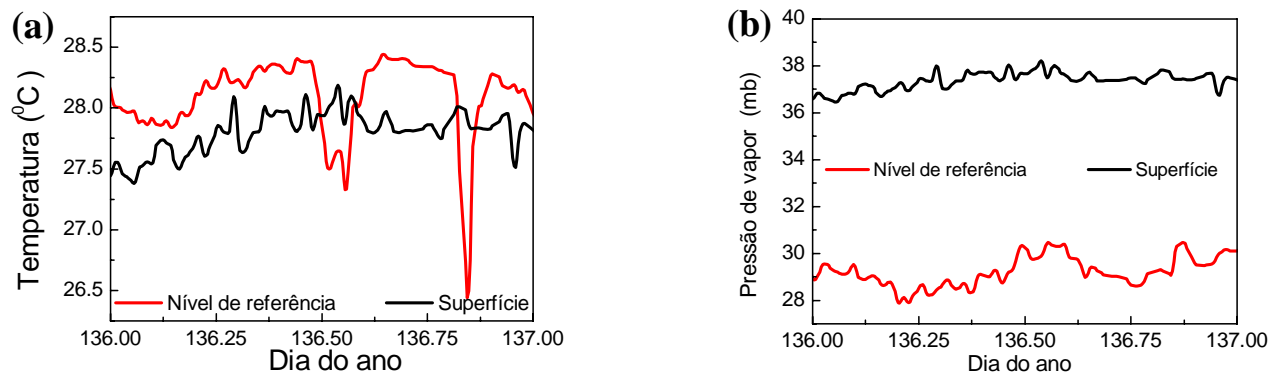 (a)
Temperatura (⁰C )
28.5
28.0
27.5
27.0
26.5
Nível de referência
Superfície
136.00 136.25 136.50 136.75 137.00
Dia do ano
(b)
Pressão de vapor (mb)
40
38
36
34
32
30
28
Nível de referência
Superfície
136.00 136.25 136.50 136.75 137.00
Dia do ano